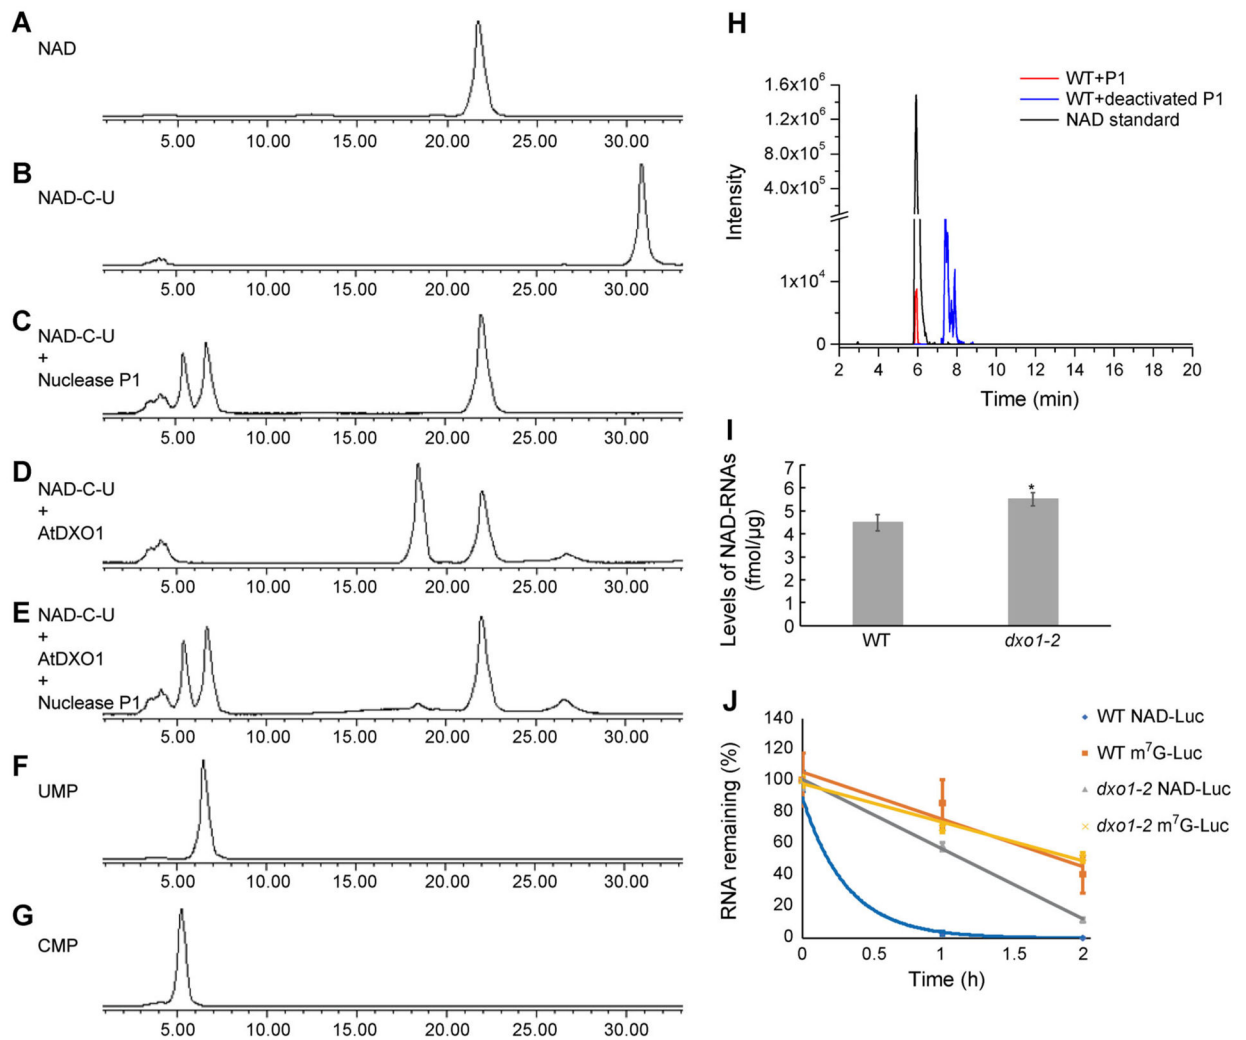 A
NAD
5.00 10.00 15.00 20.00 25.00 30.00
B
NAD-C-U
5.00 10.00 15.00 20.00 25.00 30.00
C
NAD-C-U
+
Nuclease P1
5.00 10.00 15.00 20.00 25.00 30.00
D
NAD-C-U
+
AtDXO1
5.00 10.00 15.00 20.00 25.00 30.00
E
NAD-C-U
+
AtDXO1
+
Nuclease P1
5.00 10.00 15.00 20.00 25.00 30.00
F
UMP
5.00 10.00 15.00 20.00 25.00 30.00
G
CMP
5.00 10.00 15.00 20.00 25.00 30.00
H
WT+P1
WT+deactivated P1
NAD standard
Intensity
1.6x10⁶
1.2x10⁶
8.0x10⁵
4.0x10⁵
1x10⁴
0
2 4 6 8 10 12 14 16 18 20
Time (min)
I
Levels of NAD-RNAs
(fmol/µg)
7
6
5
4
3
2
1
0
*
WT dxo1-2
J
RNA remaining (%)
140
120
100
80
60
40
20
0
0 0.5 1 1.5 2
Time (h)
WT NAD-Luc
WT m⁷G-Luc
dxo1-2 NAD-Luc
dxo1-2 m⁷G-Luc